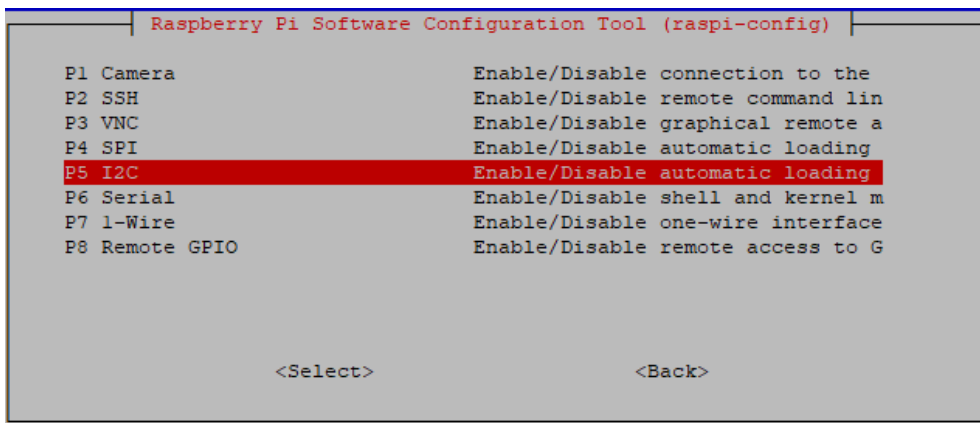 Raspberry Pi Software Configuration Tool (raspi-config)
P1 Camera Enable/Disable connection to the
P2 SSH Enable/Disable remote command lin
P3 VNC Enable/Disable graphical remote a
P4 SPI Enable/Disable automatic loading
P5 I2C Enable/Disable automatic loading
P6 Serial Enable/Disable shell and kernel m
P7 1-Wire Enable/Disable one-wire interface
P8 Remote GPIO Enable/Disable remote access to G
<Select> <Back>